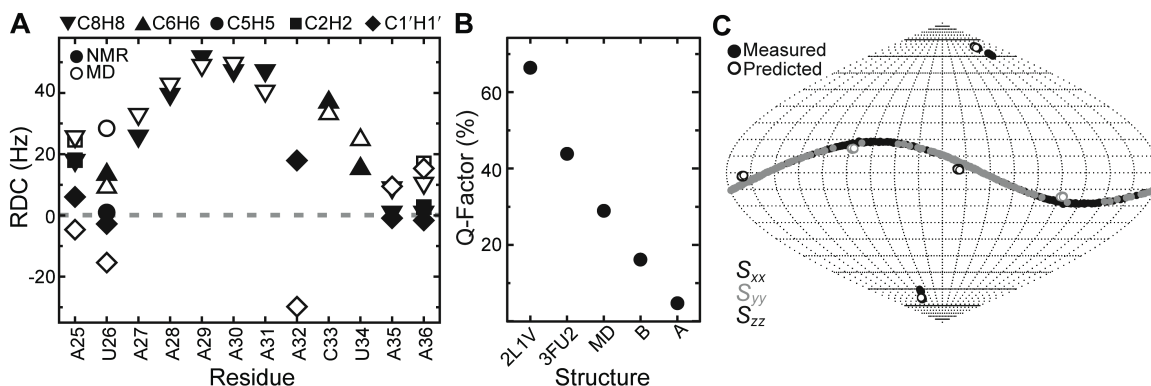 A
C8H8 C6H6 C5H5 C2H2 C1′H1′
NMR
MD
RDC (Hz)
40
20
0
-20
A25 U26 A27 A28 A29 A30 A31 A32 C33 U34 A35 A36
Residue
B
Q-Factor (%)
60
40
20
2L1V 3FU2 MD B A
Structure
C
Measured
Predicted
Sxx
Syy
Szz